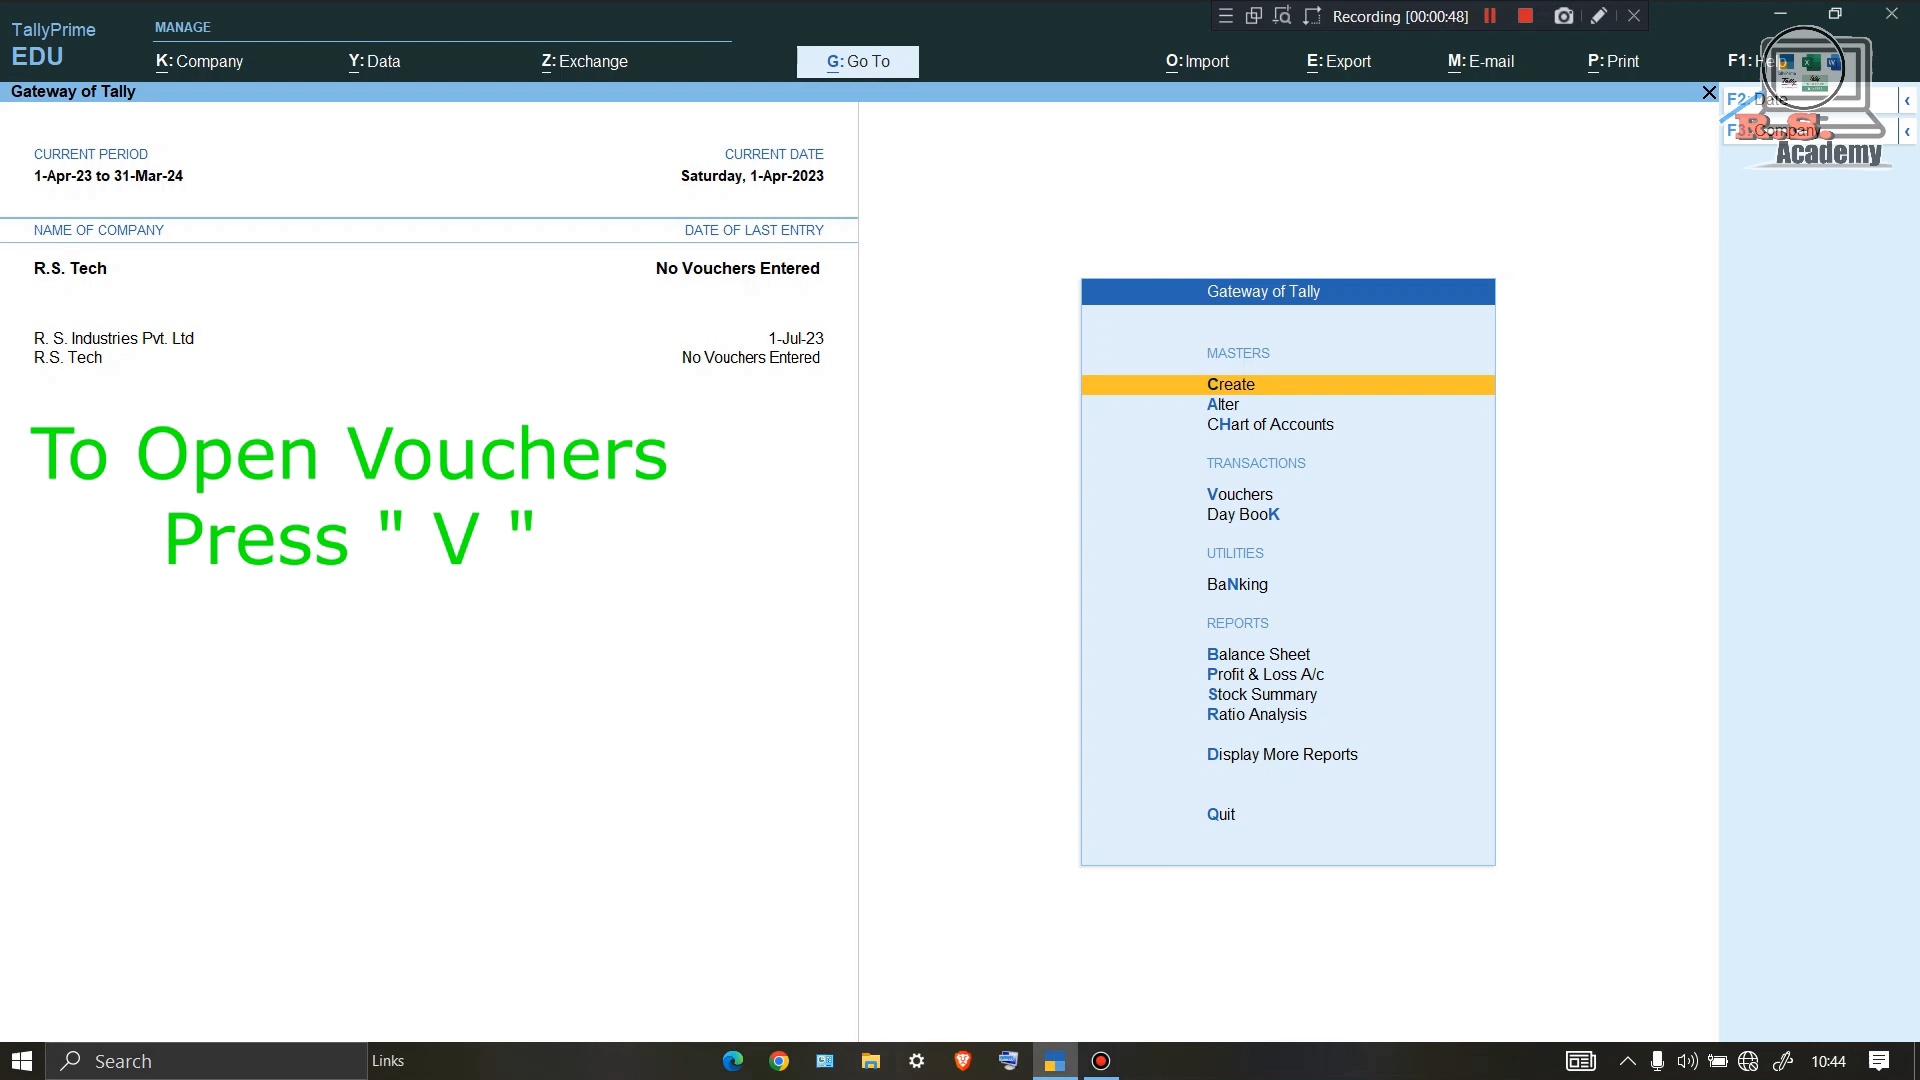 TallyPrime
EDU
MANAGE
K: Company
Y: Data
Z: Exchange
G: Go To
O: Import
E: Export
M: E-mail
P: Print
F1: Help
Recording [00:00:48]
Gateway of Tally
F2: Date
F3: Company
R.S.
Academy
CURRENT PERIOD
CURRENT DATE
1-Apr-23 to 31-Mar-24
Saturday, 1-Apr-2023
NAME OF COMPANY
DATE OF LAST ENTRY
R.S. Tech
No Vouchers Entered
R. S. Industries Pvt. Ltd
1-Jul-23
R.S. Tech
No Vouchers Entered
To Open Vouchers
Press " V "
Gateway of Tally
MASTERS
Create
Alter
CHart of Accounts
TRANSACTIONS
Vouchers
Day BooK
UTILITIES
BaNking
REPORTS
Balance Sheet
Profit & Loss A/c
Stock Summary
Ratio Analysis
Display More Reports
Quit
Search
Links
10:44